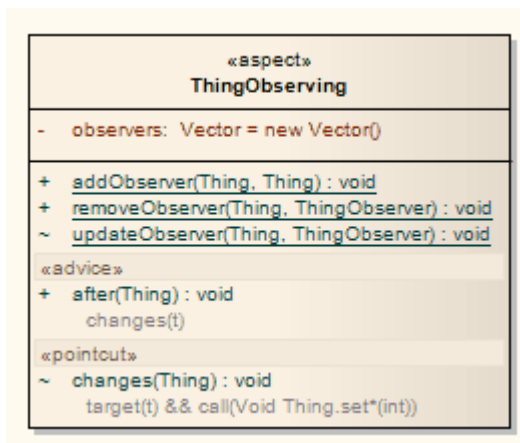 «aspect»
ThingObserving
- observers: Vector = new Vector()
+ addObserver(Thing, Thing) : void
+ removeObserver(Thing, ThingObserver) : void
~ updateObserver(Thing, ThingObserver) : void
«advice»
+ after(Thing) : void
changes(t)
«pointcut»
~ changes(Thing) : void
target(t) && call(Void Thing.set*(int))